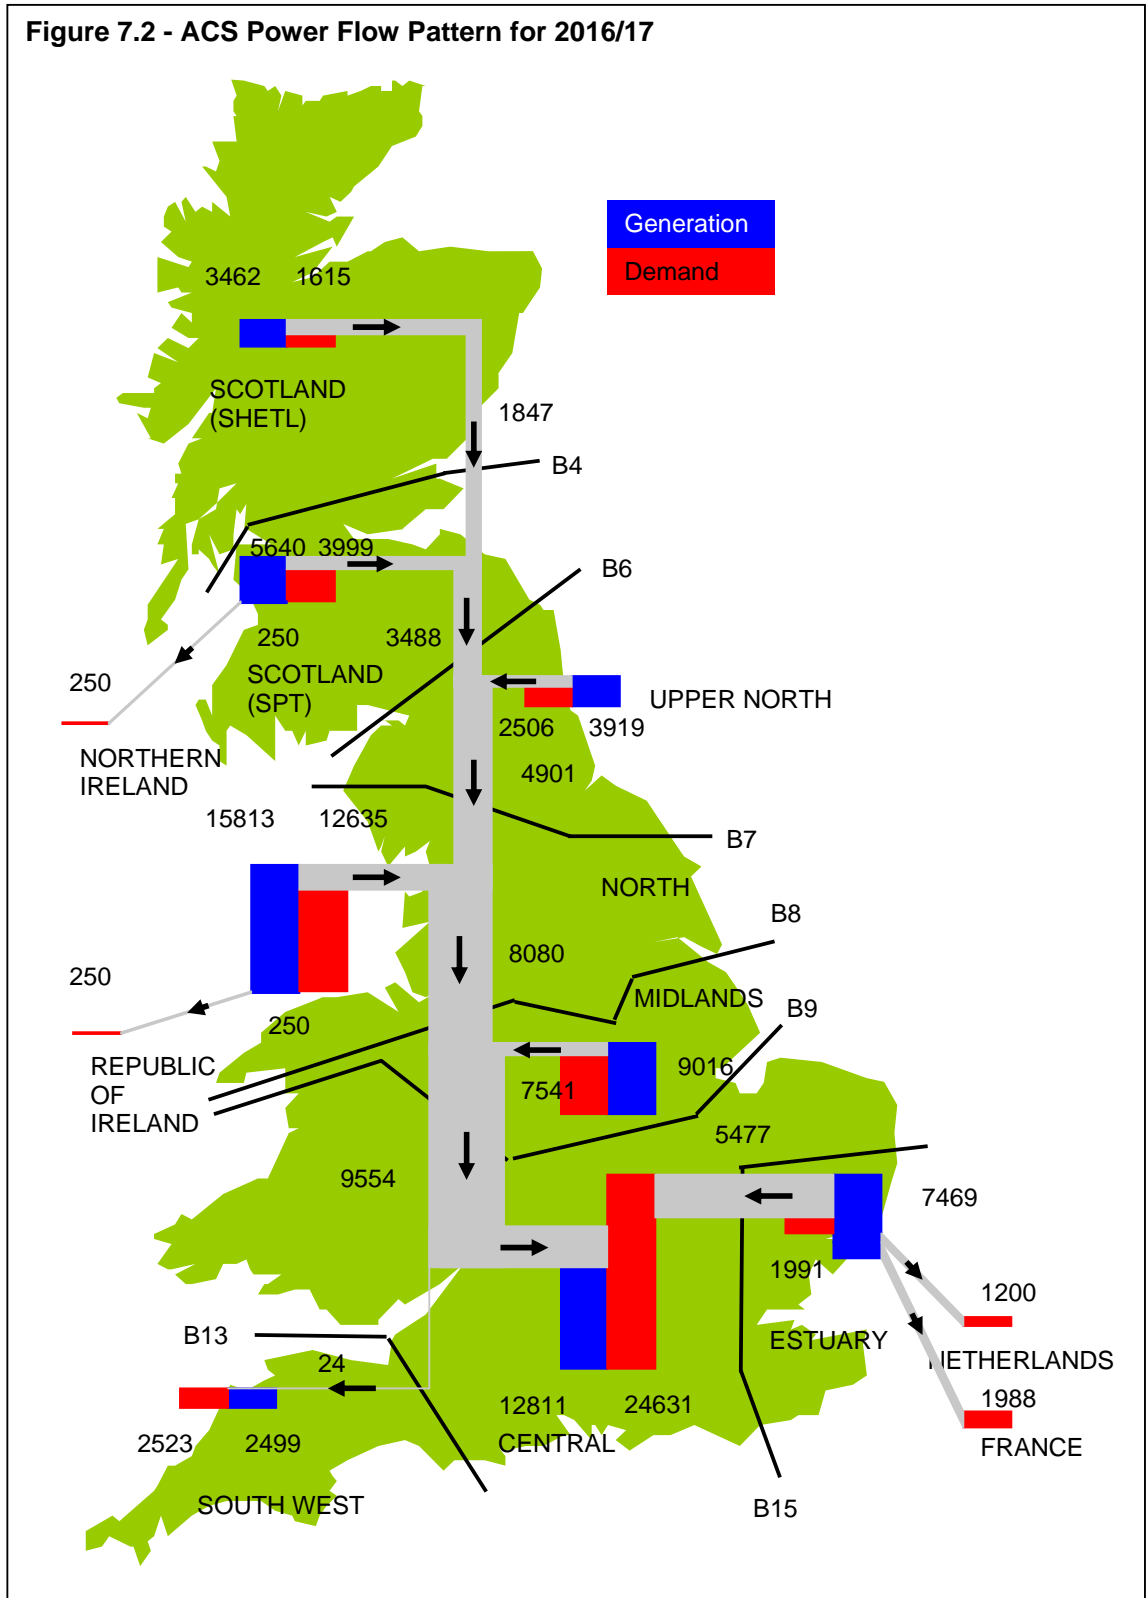 Figure 7.2 - ACS Power Flow Pattern for 2016/17
Generation
Demand
3462 1615
SCOTLAND
(SHETL)
1847
B4
5640 3999
B6
250
3488
SCOTLAND
(SPT)
250
UPPER NORTH
2506 3919
NORTHERN
IRELAND
4901
15813 12635
B7
NORTH
B8
8080
250
MIDLANDS
B9
250
REPUBLIC
OF
IRELAND
9016
7541
5477
9554
7469
1991
1200
B13
ESTUARY
NETHERLANDS
24
12811 24631
1988
2523 2499
CENTRAL
FRANCE
SOUTH WEST
B15